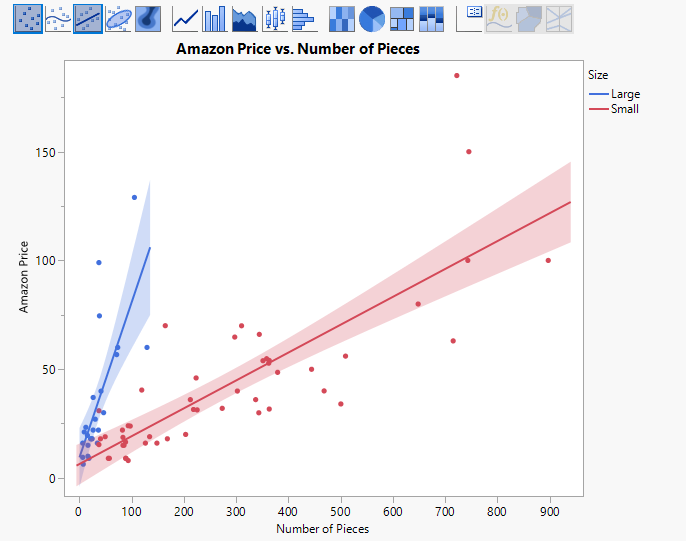 Amazon Price vs. Number of Pieces
Size
Large
Small
150
100
50
0
Amazon Price
0 100 200 300 400 500 600 700 800 900
Number of Pieces